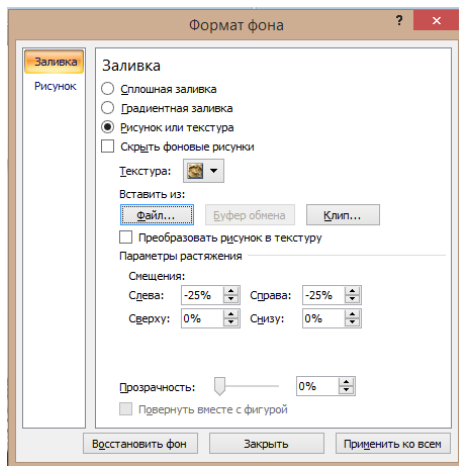 Формат фона ? ×
Заливка
Рисунок
Заливка
Сплошная заливка
Градиентная заливка
Рисунок или текстура
Скрыть фоновые рисунки
Текстура:
Вставить из:
Файл... Буфер обмена Клип...
Преобразовать рисунок в текстуру
Параметры растяжения
Смещения:
Слева: -25% Справа: -25%
Сверху: 0% Снизу: 0%
Прозрачность: 0%
Повернуть вместе с фигурой
Восстановить фон Закрыть Применить ко всем